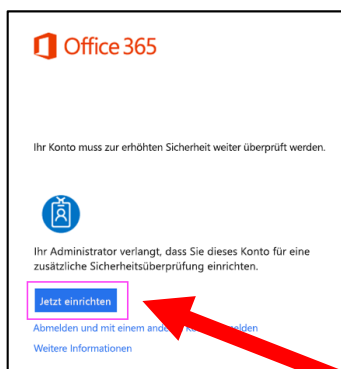 Office 365
Ihr Konto muss zur erhöhten Sicherheit weiter überprüft werden.
Ihr Administrator verlangt, dass Sie dieses Konto für eine
zusätzliche Sicherheitsüberprüfung einrichten.
Jetzt einrichten
Abmelden und mit einem
Weitere Informationen